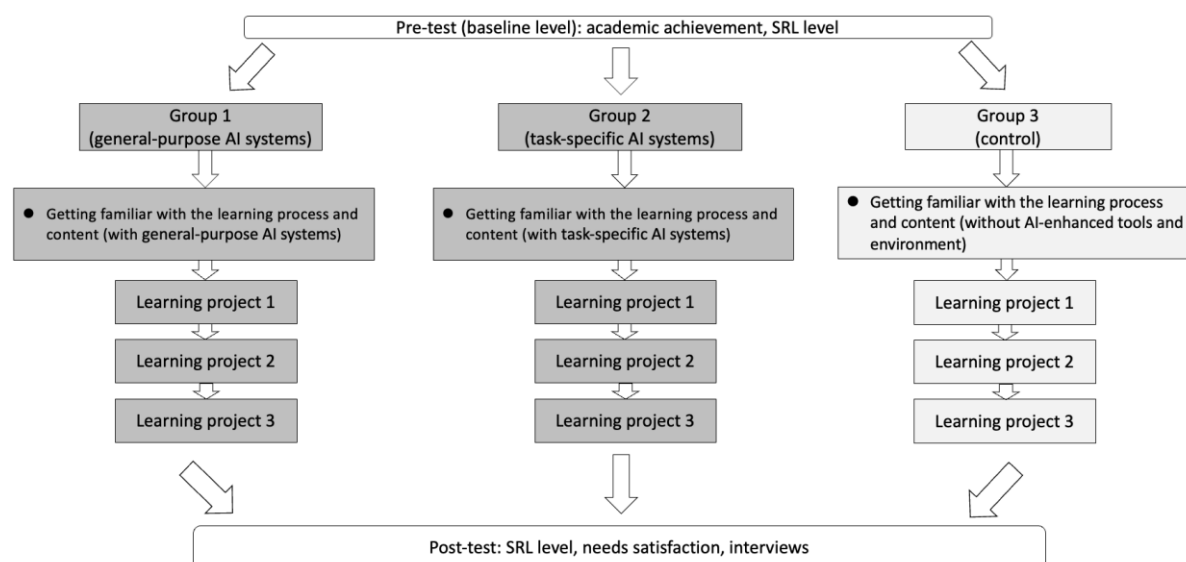 Pre-test (baseline level): academic achievement, SRL level
Group 1
(general-purpose AI systems)
Group 2
(task-specific AI systems)
Group 3
(control)
● Getting familiar with the learning process and
content (with general-purpose AI systems)
● Getting familiar with the learning process and
content (with task-specific AI systems)
● Getting familiar with the learning process
and content (without AI-enhanced tools and
environment)
Learning project 1
Learning project 1
Learning project 1
Learning project 2
Learning project 2
Learning project 2
Learning project 3
Learning project 3
Learning project 3
Post-test: SRL level, needs satisfaction, interviews